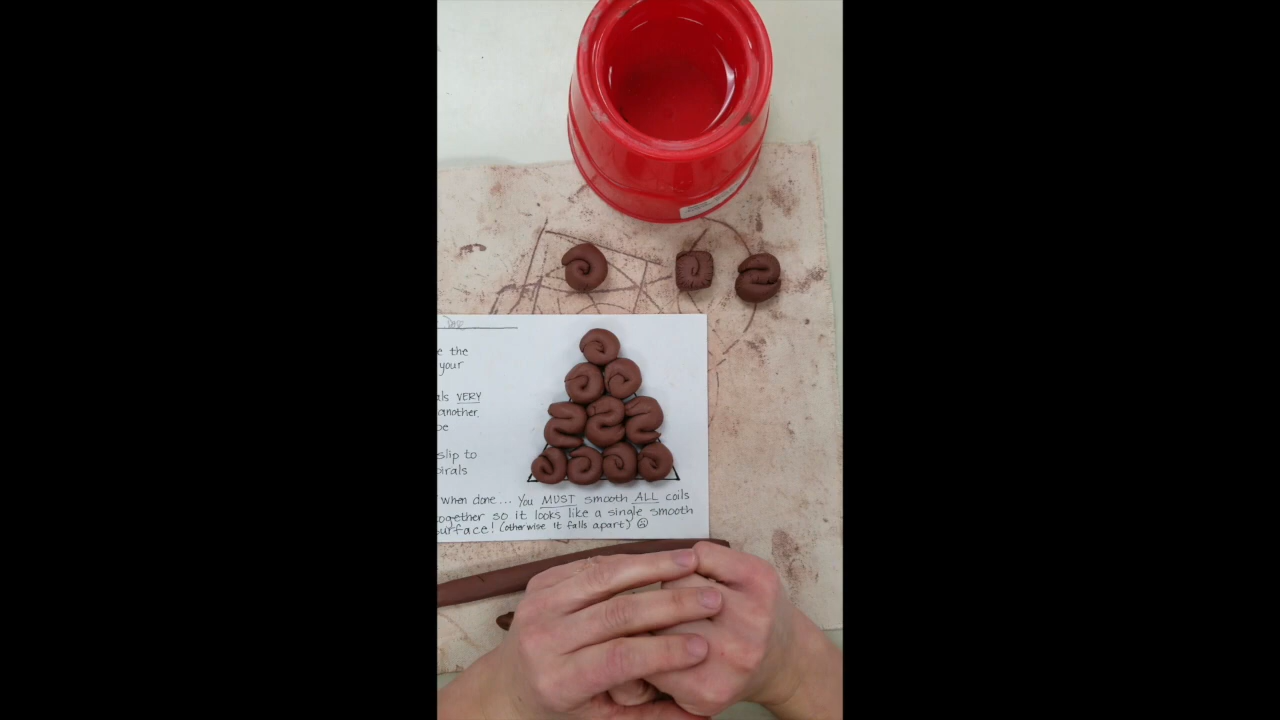 e the
your
als VERY
another.
be
slip to
pirals
when done... You MUST smooth ALL coils
together so it looks like a single smooth
surface! (otherwise it falls apart) ☹